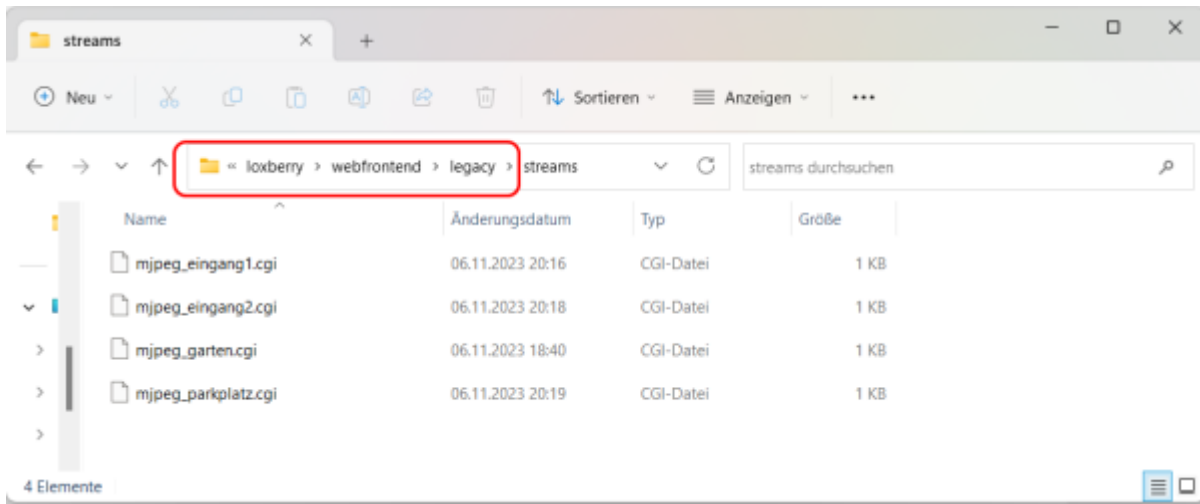 streams
Neu
Sortieren
Anzeigen
« loxberry > webfrontend > legacy > streams
streams durchsuchen
Name Änderungsdatum Typ Größe
mjpeg_eingang1.cgi 06.11.2023 20:16 CGI-Datei 1 KB
mjpeg_eingang2.cgi 06.11.2023 20:18 CGI-Datei 1 KB
mjpeg_garten.cgi 06.11.2023 18:40 CGI-Datei 1 KB
mjpeg_parkplatz.cgi 06.11.2023 20:19 CGI-Datei 1 KB
4 Elemente